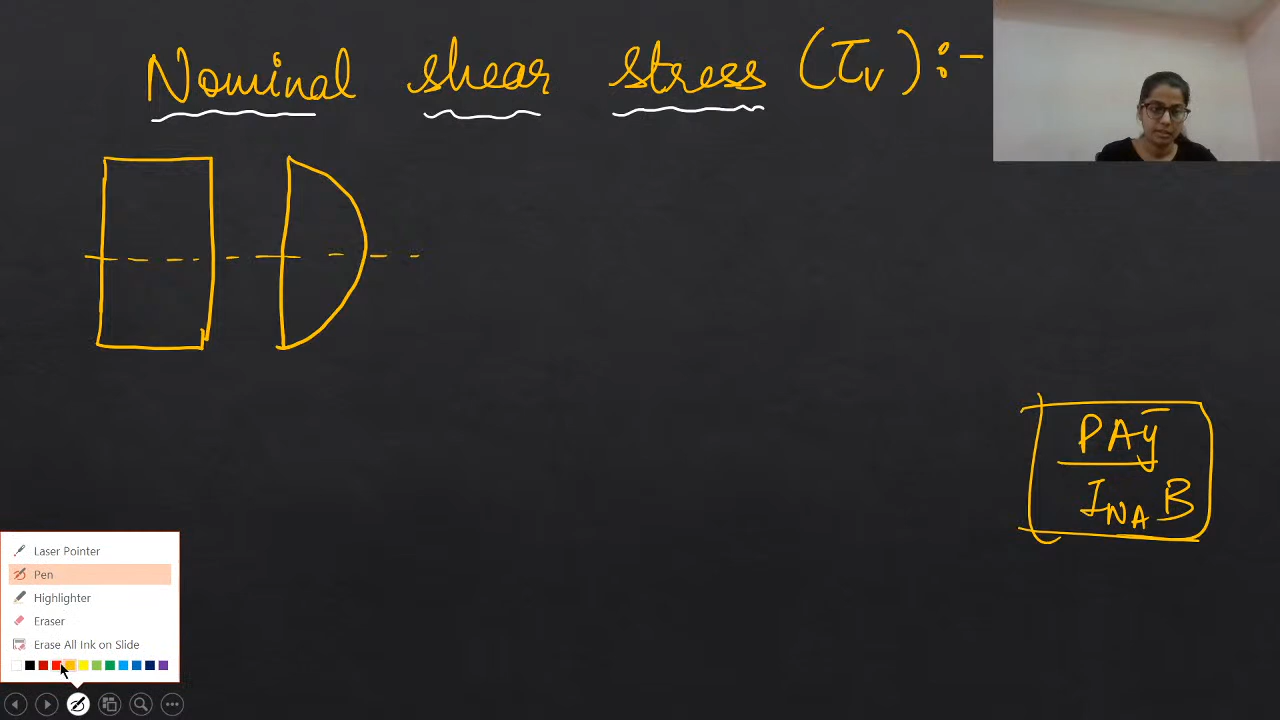 Nominal shear stress (τv) :-
PAȳ
INA B
Laser Pointer
Pen
Highlighter
Eraser
Erase All Ink on Slide